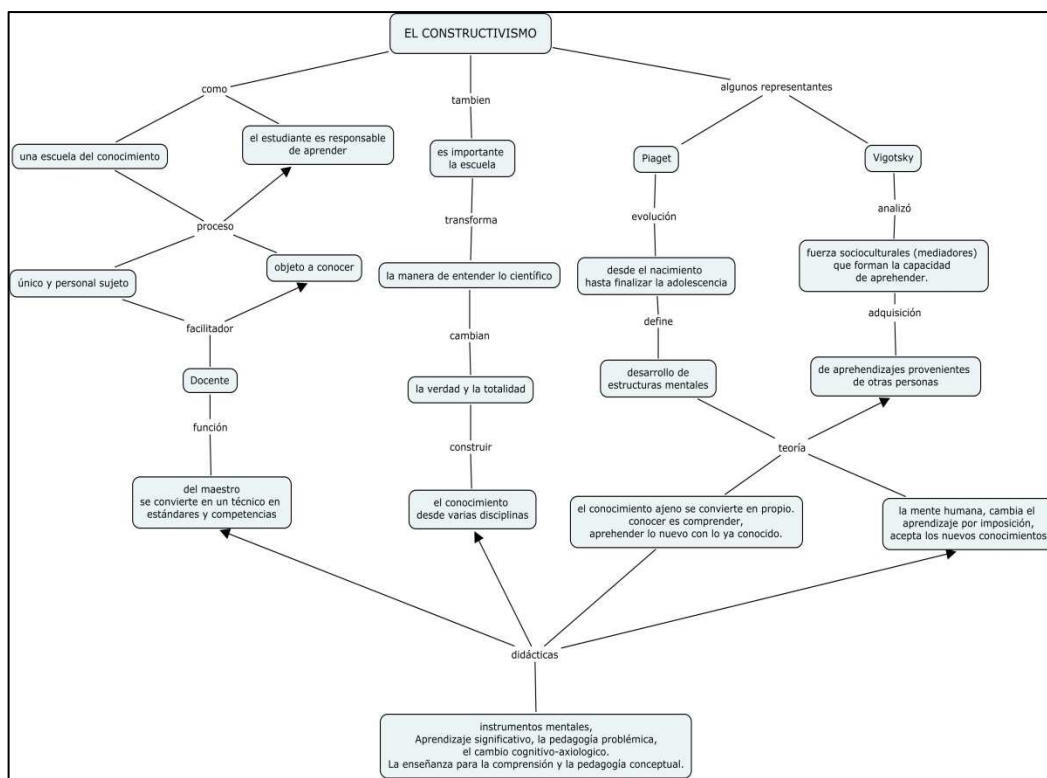 EL CONSTRUCTIVISMO
como
tambien
algunos representantes
una escuela del conocimiento
el estudiante es responsable
de aprender
es importante
la escuela
Piaget
Vigotsky
proceso
transforma
evolución
analizó
único y personal sujeto
objeto a conocer
la manera de entender lo científico
desde el nacimiento
hasta finalizar la adolescencia
fuerza socioculturales (mediadores)
que forman la capacidad
de aprehender.
facilitador
cambian
define
adquisición
Docente
la verdad y la totalidad
desarrollo de
estructuras mentales
de aprehendizajes provenientes
de otras personas
función
construir
teoría
del maestro
se convierte en un técnico en
estándares y competencias
el conocimiento
desde varias disciplinas
el conocimiento ajeno se convierte en propio.
conocer es comprender,
aprehender lo nuevo con lo ya conocido.
la mente humana, cambia el
aprendizaje por imposición,
acepta los nuevos conocimientos
didácticas
instrumentos mentales,
Aprendizaje significativo, la pedagogía problémica,
el cambio cognitivo-axiologico.
La enseñanza para la comprensión y la pedagogía conceptual.